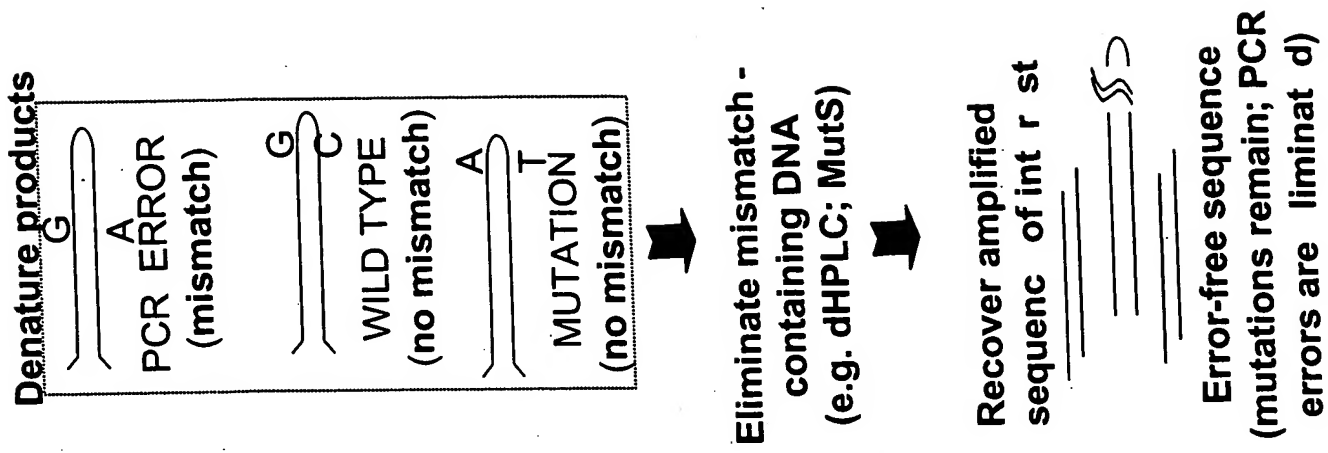 Denature products
G
A
PCR ERROR
(mismatch)
G
C
WILD TYPE
(no mismatch)
A
T
MUTATION
(no mismatch)
Eliminate mismatch -
containing DNA
(e.g. dHPLC; MutS)
Recover amplified
sequenc of int r st
Error-free sequence
(mutations remain; PCR
errors are liminat d)